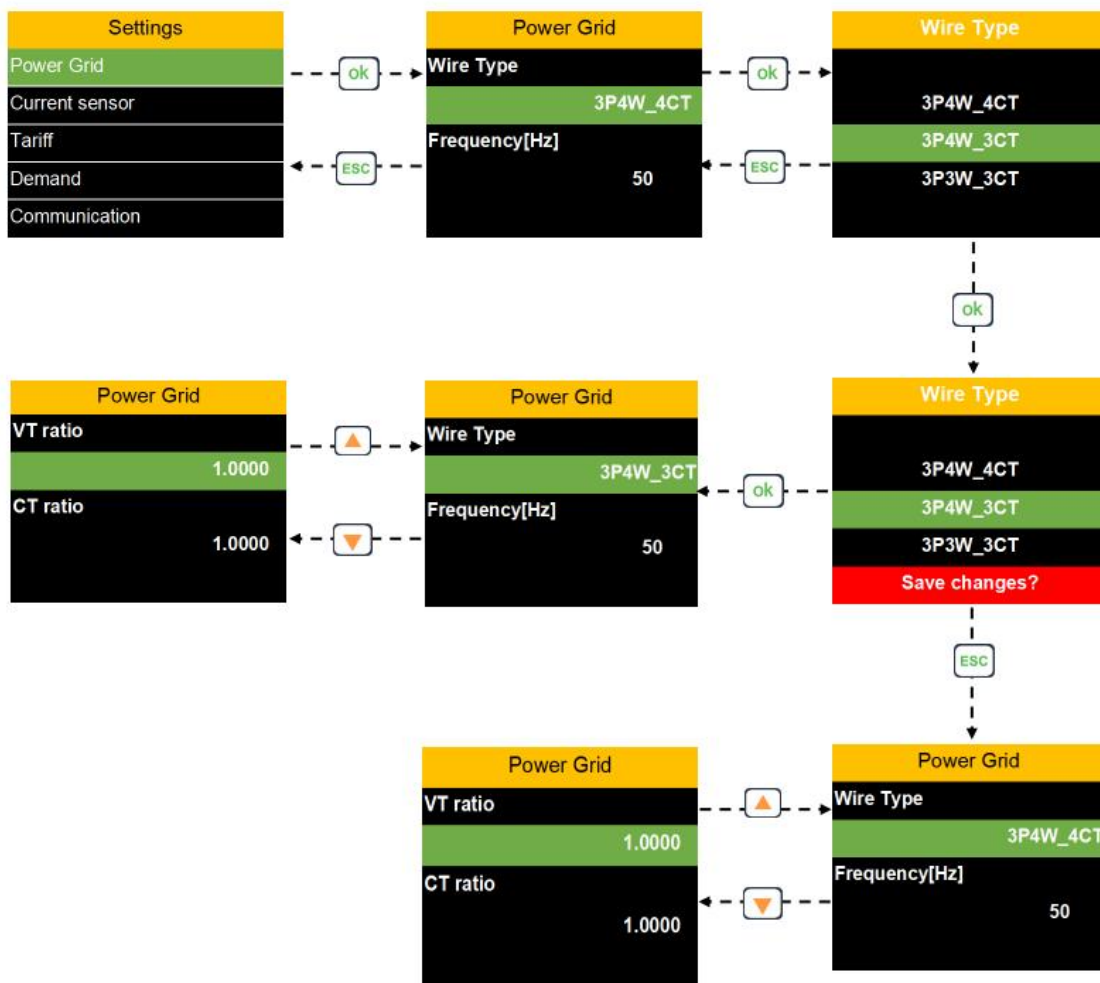 Settings
Power Grid
Current sensor
Tariff
Demand
Communication
ok
ESC
Power Grid
Wire Type
3P4W_4CT
Frequency[Hz]
50
ok
ESC
Wire Type
3P4W_4CT
3P4W_3CT
3P3W_3CT
ok
Power Grid
VT ratio
1.0000
CT ratio
1.0000
Power Grid
Wire Type
3P4W_3CT
Frequency[Hz]
50
ok
Wire Type
3P4W_4CT
3P4W_3CT
3P3W_3CT
Save changes?
ESC
Power Grid
VT ratio
1.0000
CT ratio
1.0000
Power Grid
Wire Type
3P4W_4CT
Frequency[Hz]
50